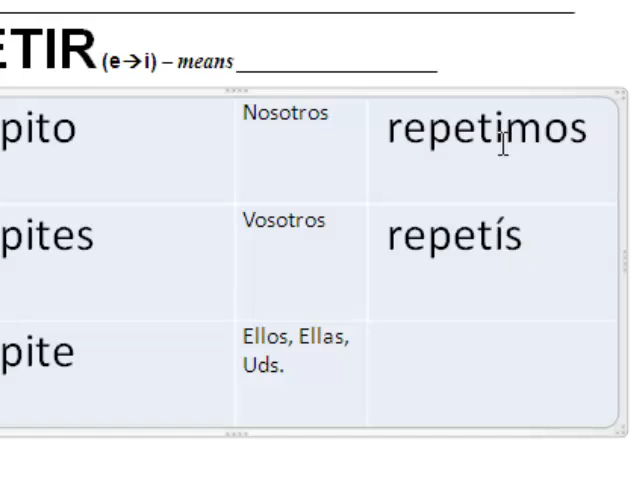 ETIR (e→i) – means
pito Nosotros repetimos
pites Vosotros repetís
pite Ellos, Ellas,
Uds.